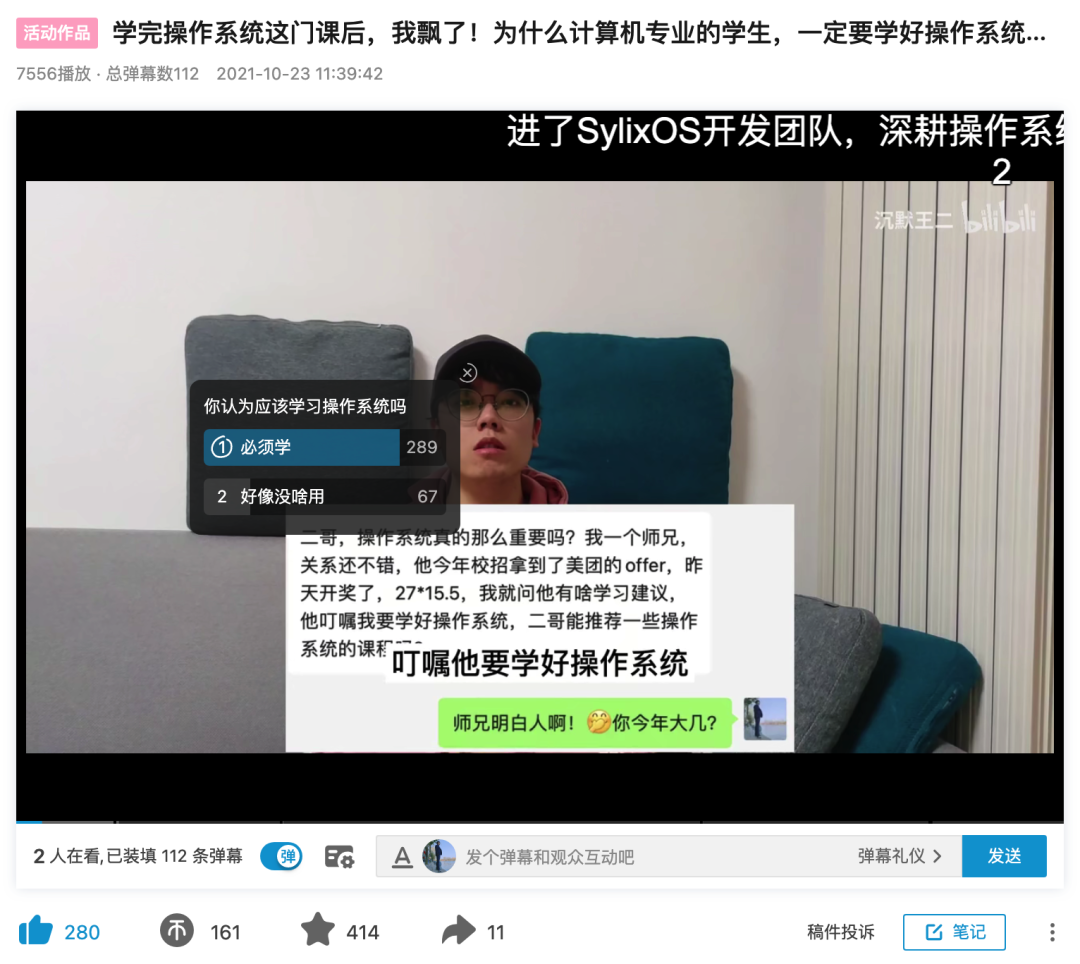 活动作品 学完操作系统这门课后，我飘了！为什么计算机专业的学生，一定要学好操作系统...
7556播放 · 总弹幕数112 2021-10-23 11:39:42
进了SylixOS开发团队，深耕操作系
2
沉默王二 bilibili
你认为应该学习操作系统吗
1 必须学 289
2 好像没啥用 67
二哥，操作系统真的那么重要吗？我一个师兄，
关系还不错，他今年校招拿到了美团的offer，昨
天开奖了，27*15.5，我就问他有啥学习建议，
他叮嘱我要学好操作系统，二哥能推荐一些操作
系统的课程吗？
叮嘱他要学好操作系统
师兄明白人啊！🤭你今年大几？
2 人在看,已装填 112 条弹幕 弹 A 发个弹幕和观众互动吧 弹幕礼仪 > 发送
280 161 414 11 稿件投诉 笔记